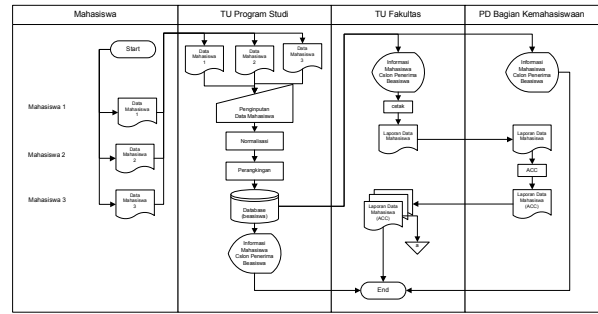 Mahasiswa
TU Program Studi
TU Fakultas
PD Bagian Kemahasiswaan
Start
Mahasiswa 1
Data
Mahasiswa
1
Mahasiswa 2
Data
Mahasiswa
2
Mahasiswa 3
Data
Mahasiswa
3
Data
Mahasiswa
1
Data
Mahasiswa
2
Data
Mahasiswa
3
Penginputan
Data Mahasiswa
Normalisasi
Perangkingan
Database
(beasiswa)
Informasi
Mahasiswa
Calon Penerima
Beasiswa
Informasi
Mahasiswa
Calon Penerima
Beasiswa
cetak
Laporan Data
Mahasiswa
Laporan Data
Mahasiswa
(ACC)
End
Informasi
Mahasiswa
Calon Penerima
Beasiswa
Laporan Data
Mahasiswa
ACC
Laporan Data
Mahasiswa
(ACC)